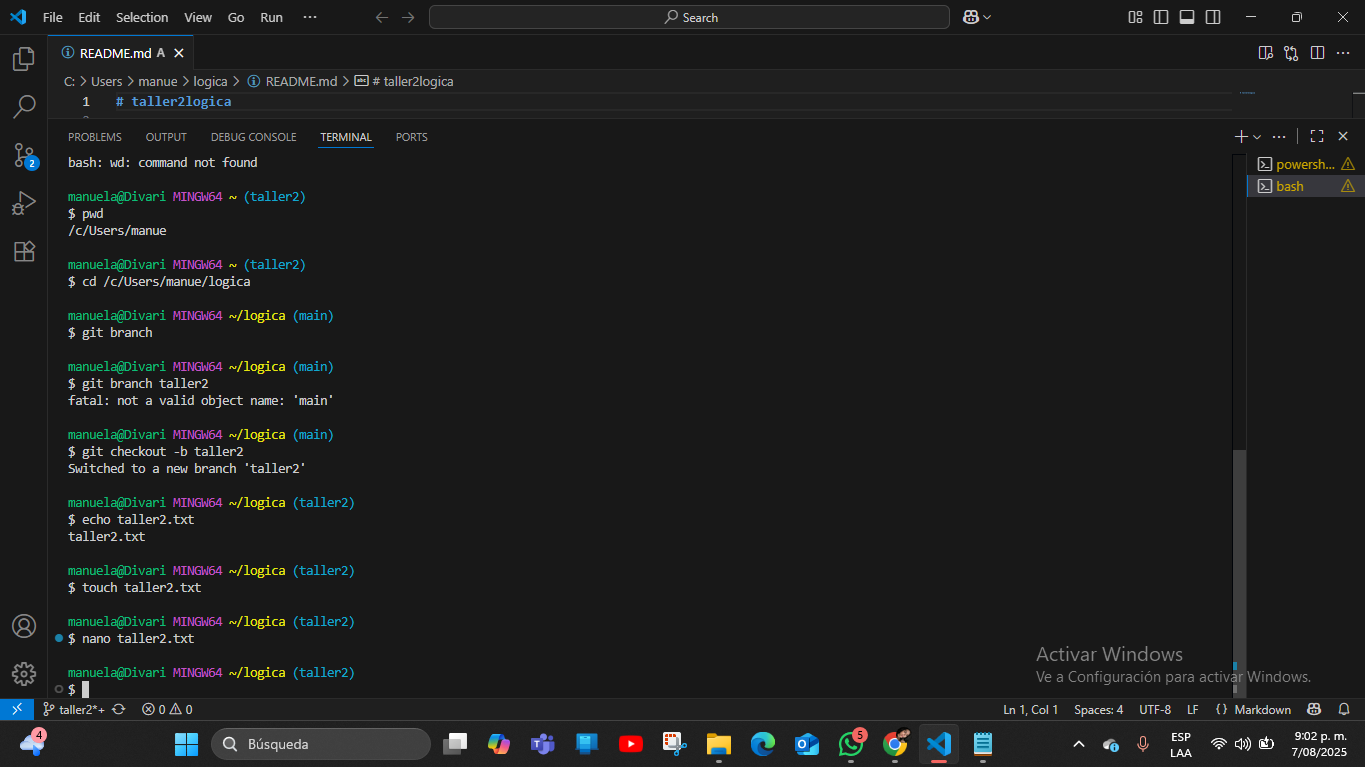 File Edit Selection View Go Run ···
Search
README.md A
C: > Users > manue > logica > README.md > # taller2logica
1 # taller2logica
PROBLEMS OUTPUT DEBUG CONSOLE TERMINAL PORTS
powersh...
bash
bash: wd: command not found
manuela@Divari MINGW64 ~ (taller2)
$ pwd
/c/Users/manue
manuela@Divari MINGW64 ~ (taller2)
$ cd /c/Users/manue/logica
manuela@Divari MINGW64 ~/logica (main)
$ git branch
manuela@Divari MINGW64 ~/logica (main)
$ git branch taller2
fatal: not a valid object name: 'main'
manuela@Divari MINGW64 ~/logica (main)
$ git checkout -b taller2
Switched to a new branch 'taller2'
manuela@Divari MINGW64 ~/logica (taller2)
$ echo taller2.txt
taller2.txt
manuela@Divari MINGW64 ~/logica (taller2)
$ touch taller2.txt
manuela@Divari MINGW64 ~/logica (taller2)
$ nano taller2.txt
manuela@Divari MINGW64 ~/logica (taller2)
$
2
Activar Windows
Ve a Configuración para activar Windows.
taller2*+ 0 0 Ln 1, Col 1 Spaces: 4 UTF-8 LF {} Markdown
4 Búsqueda 5 ESP LAA 9:02 p. m. 7/08/2025